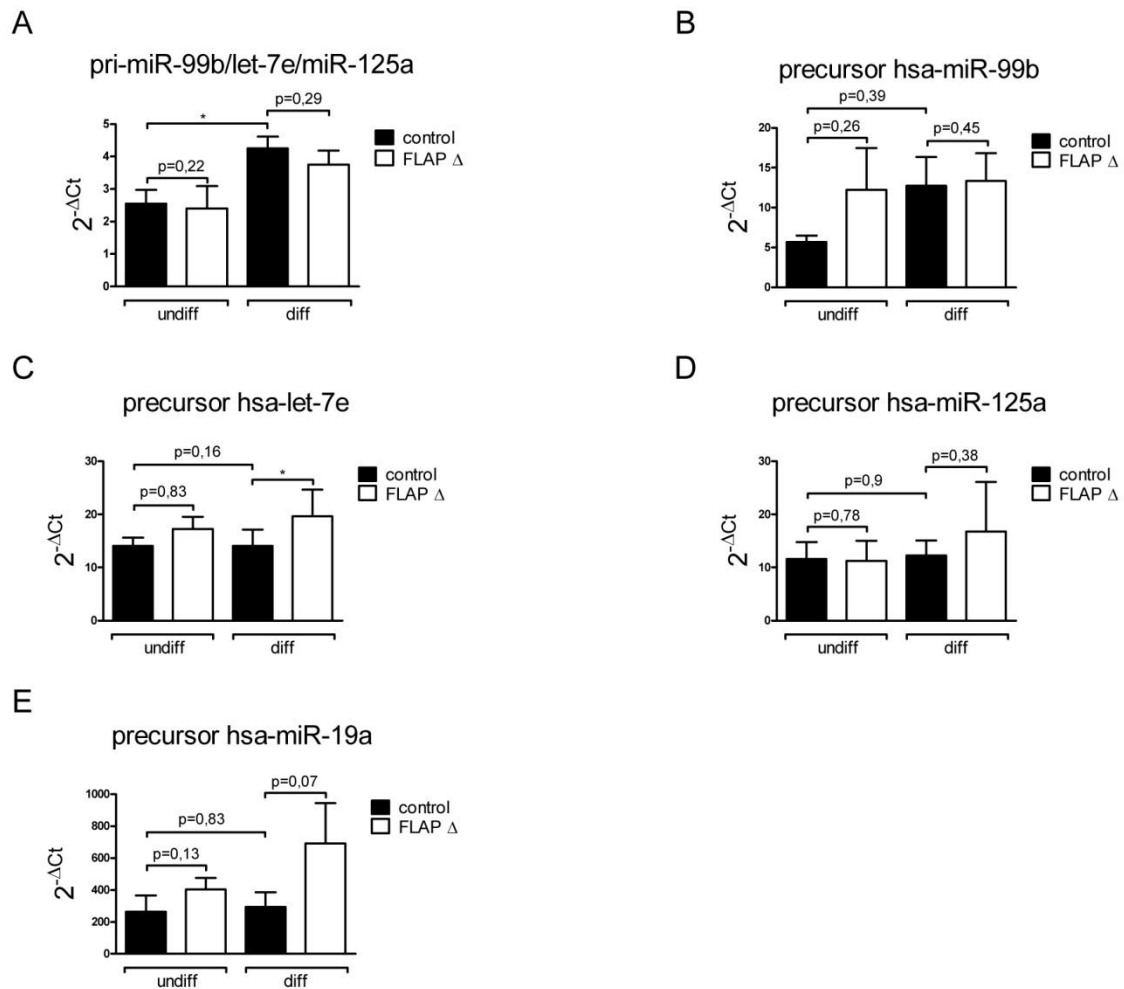 A
pri-miR-99b/let-7e/miR-125a
2-ΔCt
5
4
3
2
1
0
*
p=0,22
p=0,29
control
FLAP Δ
undiff
diff
B
precursor hsa-miR-99b
2-ΔCt
20
15
10
5
0
p=0,39
p=0,26
p=0,45
control
FLAP Δ
undiff
diff
C
precursor hsa-let-7e
2-ΔCt
30
20
10
0
p=0,16
p=0,83
*
control
FLAP Δ
undiff
diff
D
precursor hsa-miR-125a
2-ΔCt
30
20
10
0
p=0,38
p=0,9
p=0,78
control
FLAP Δ
undiff
diff
E
precursor hsa-miR-19a
2-ΔCt
1000
800
600
400
200
0
p=0,07
p=0,83
p=0,13
control
FLAP Δ
undiff
diff